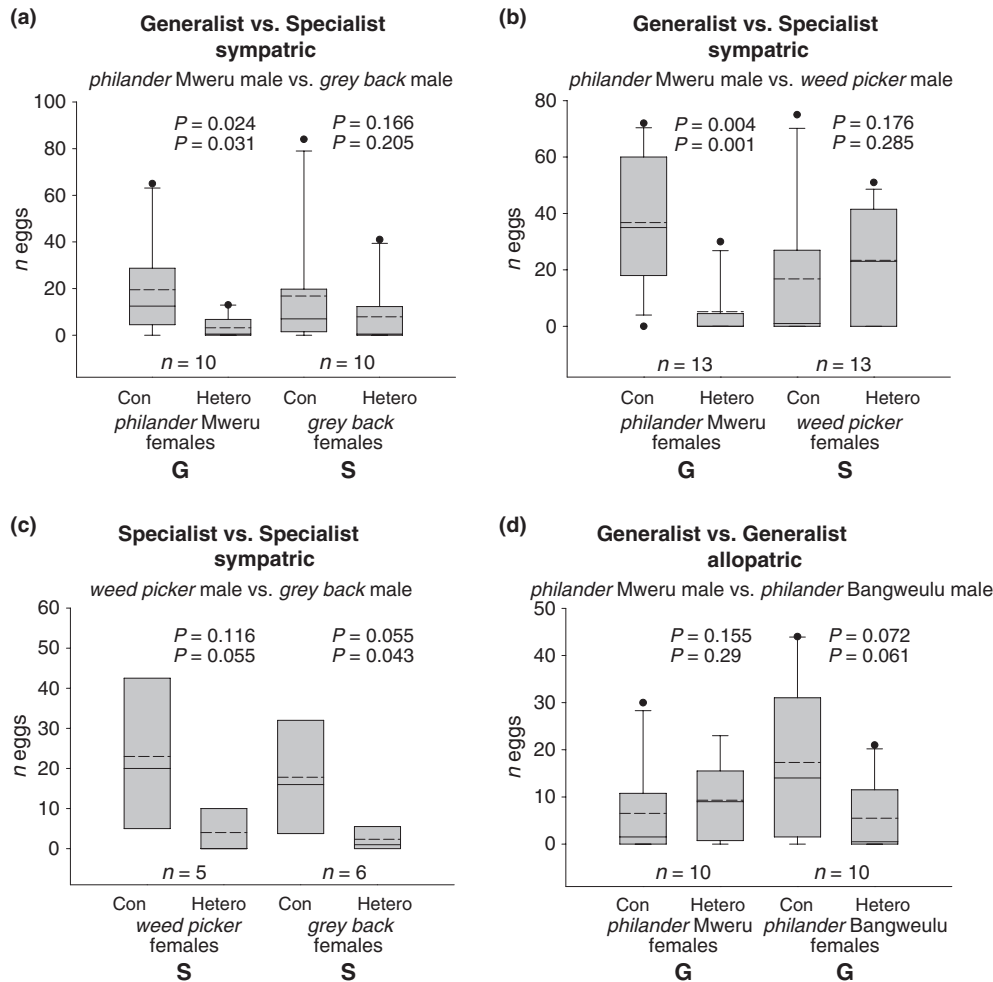 (a)
Generalist vs. Specialist
sympatric
philander Mweru male vs. grey back male
100
80
60
40
20
0
n eggs
P = 0.024
P = 0.031
P = 0.166
P = 0.205
n = 10
n = 10
Con Hetero Con Hetero
philander Mweru
females
grey back
females
G
S
(b)
Generalist vs. Specialist
sympatric
philander Mweru male vs. weed picker male
80
60
40
20
0
n eggs
P = 0.004
P = 0.001
P = 0.176
P = 0.285
n = 13
n = 13
Con Hetero Con Hetero
philander Mweru
females
weed picker
females
G
S
(c)
Specialist vs. Specialist
sympatric
weed picker male vs. grey back male
60
50
40
30
20
10
0
n eggs
P = 0.116
P = 0.055
P = 0.055
P = 0.043
n = 5
n = 6
Con Hetero Con Hetero
weed picker
females
grey back
females
S
S
(d)
Generalist vs. Generalist
allopatric
philander Mweru male vs. philander Bangweulu male
50
40
30
20
10
0
n eggs
P = 0.155
P = 0.29
P = 0.072
P = 0.061
n = 10
n = 10
Con Hetero Con Hetero
philander Mweru
females
philander Bangweulu
females
G
G